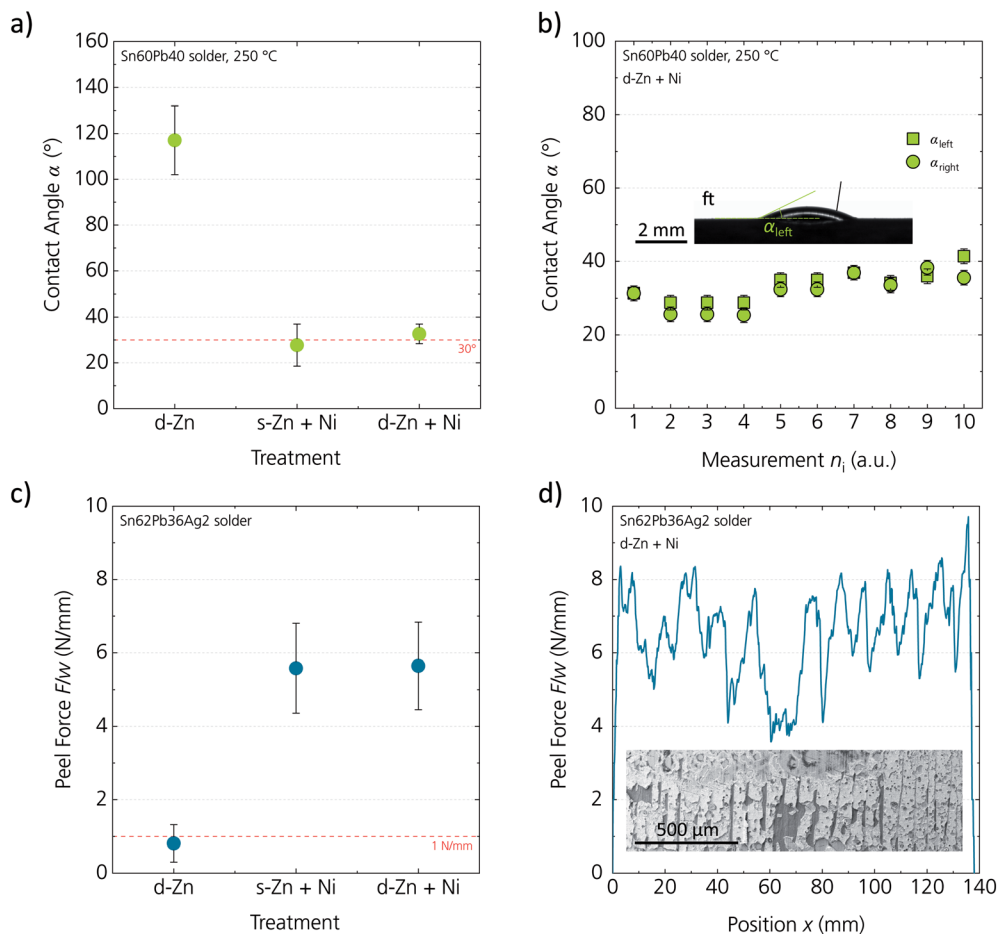 a)
160
140
120
100
80
60
40
20
0
Contact Angle α (°)
Sn60Pb40 solder, 250 °C
30°
d-Zn
s-Zn + Ni
d-Zn + Ni
Treatment
b)
100
80
60
40
20
0
Contact Angle α (°)
Sn60Pb40 solder, 250 °C
d-Zn + Ni
αleft
αright
ft
2 mm
αleft
1 2 3 4 5 6 7 8 9 10
Measurement ni (a.u.)
c)
10
8
6
4
2
0
Peel Force F/w (N/mm)
Sn62Pb36Ag2 solder
1 N/mm
d-Zn
s-Zn + Ni
d-Zn + Ni
Treatment
d)
10
8
6
4
2
0
Peel Force F/w (N/mm)
Sn62Pb36Ag2 solder
d-Zn + Ni
500 µm
0 20 40 60 80 100 120 140
Position x (mm)